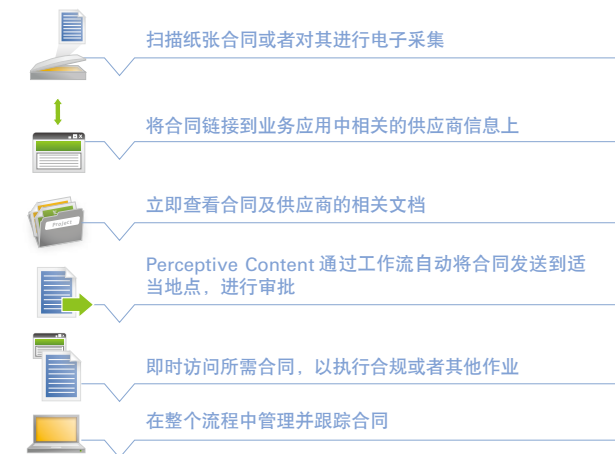 扫描纸张合同或者对其进行电子采集
将合同链接到业务应用中相关的供应商信息上
立即查看合同及供应商的相关文档
Project
Perceptive Content 通过工作流自动将合同发送到适
当地点，进行审批
即时访问所需合同，以执行合规或者其他作业
在整个流程中管理并跟踪合同